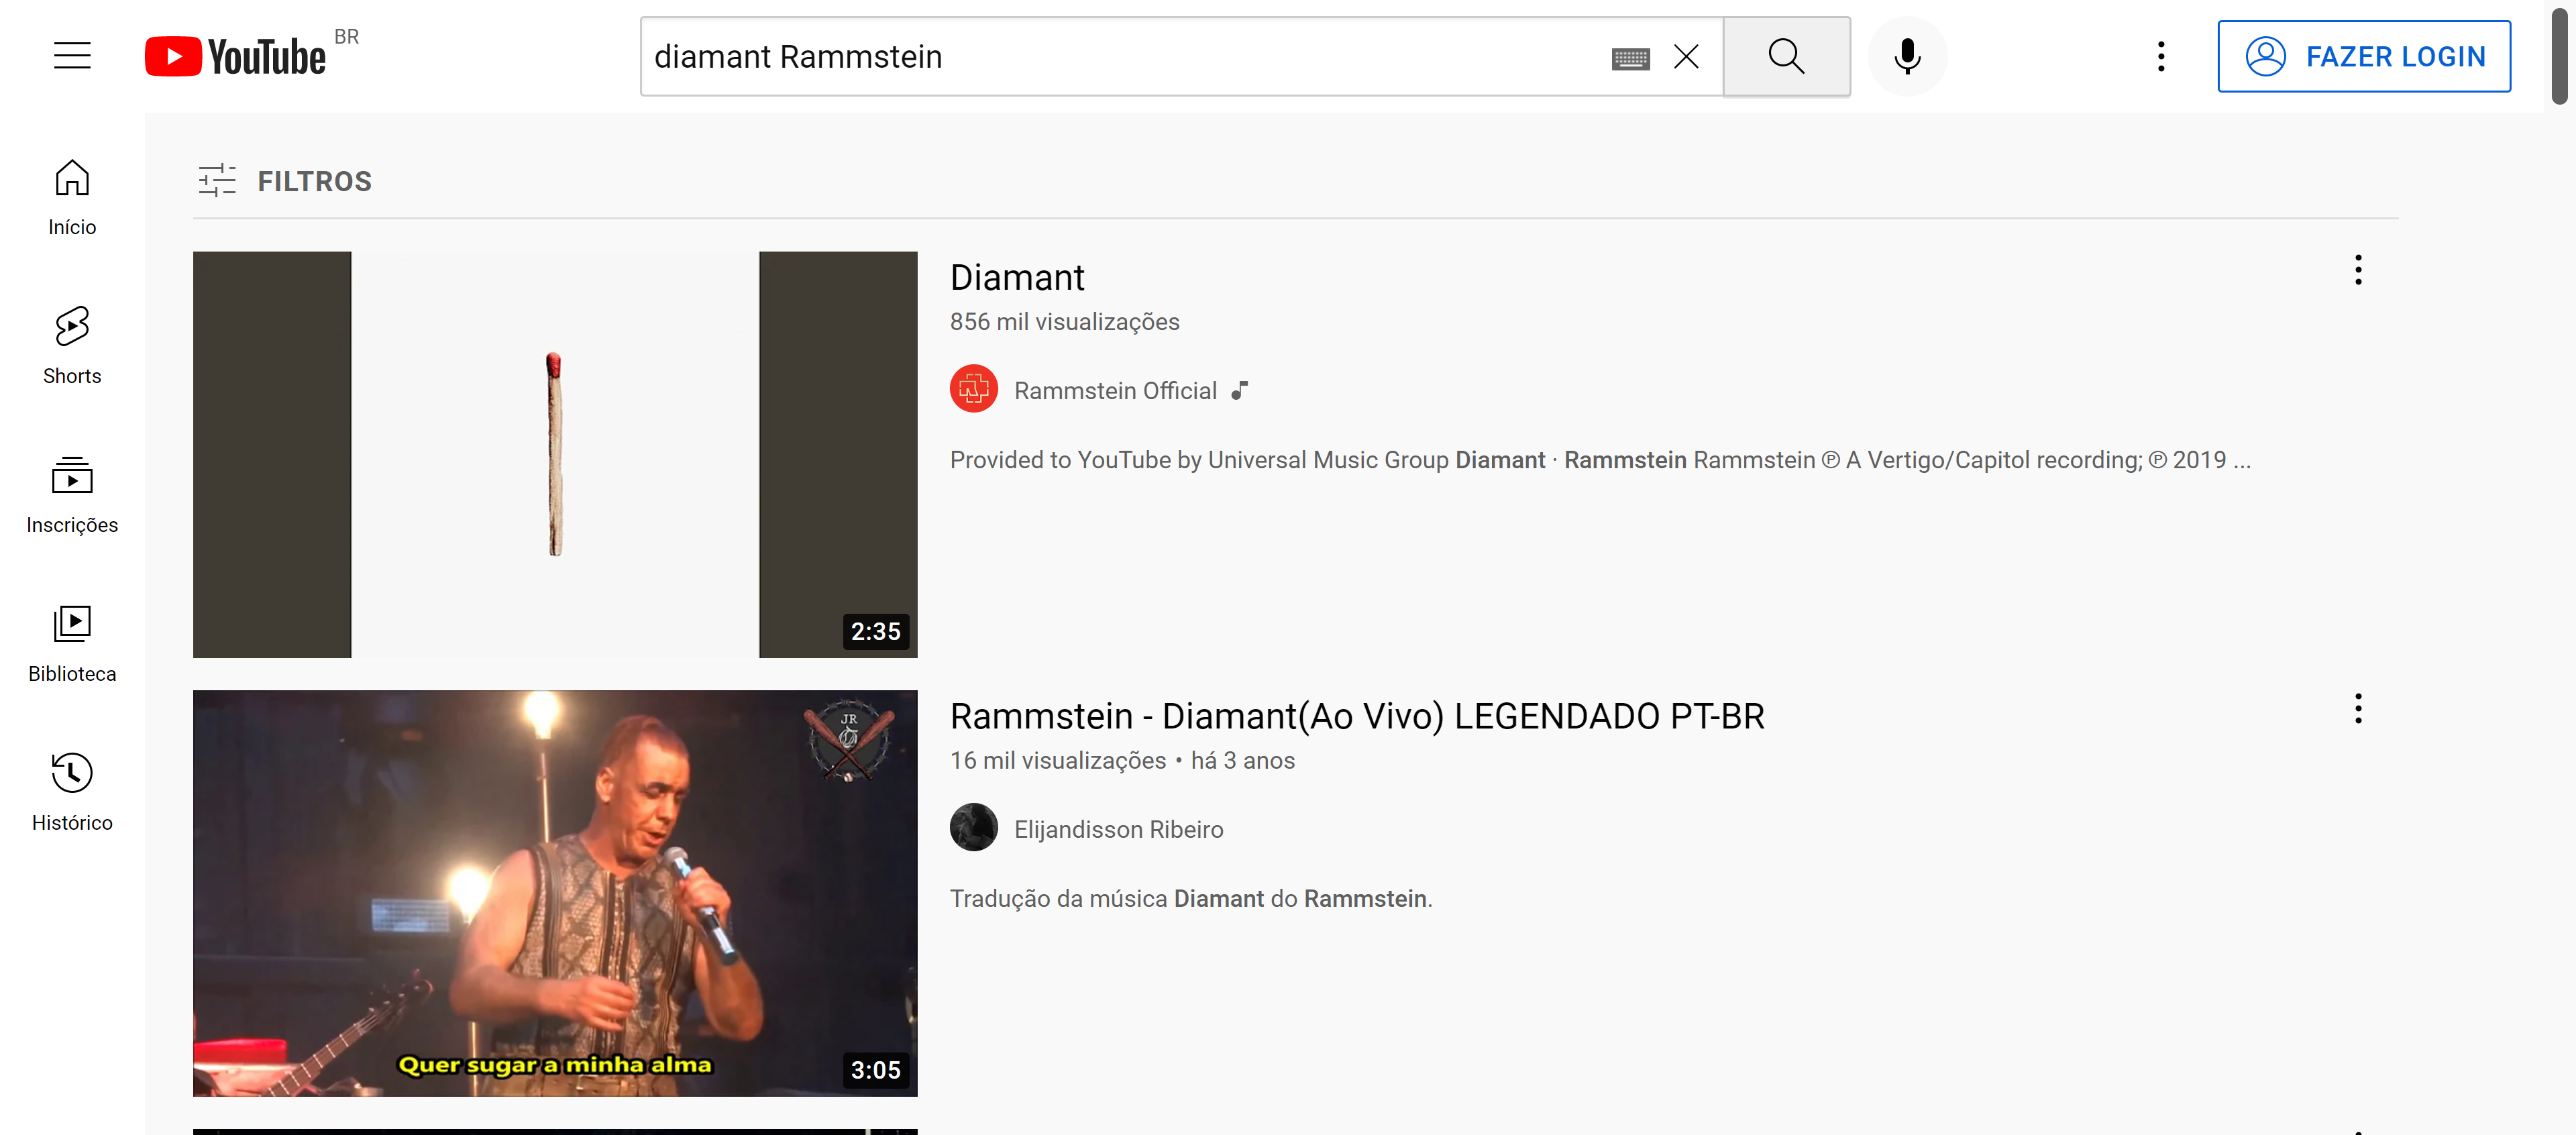 YouTube BR
diamant Rammstein
FAZER LOGIN
Início
Shorts
Inscrições
Biblioteca
Histórico
FILTROS
2:35
Diamant
856 mil visualizações
Rammstein Official
Provided to YouTube by Universal Music Group Diamant · Rammstein Rammstein ℗ A Vertigo/Capitol recording; ℗ 2019 ...
JR
Quer sugar a minha alma
3:05
Rammstein - Diamant(Ao Vivo) LEGENDADO PT-BR
16 mil visualizações • há 3 anos
Elijandisson Ribeiro
Tradução da música Diamant do Rammstein.